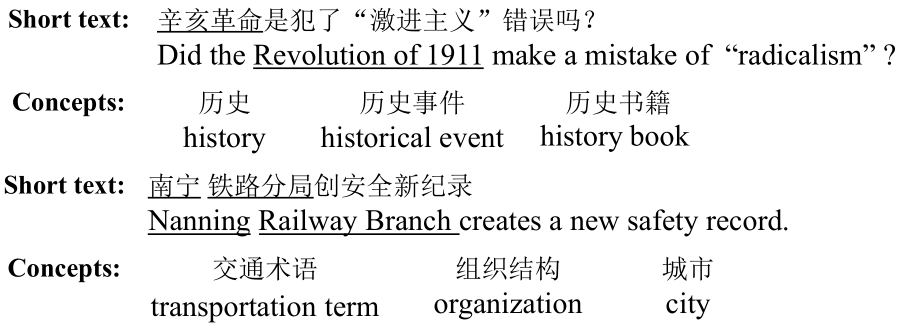 Short text: 辛亥革命是犯了“激进主义”错误吗?
Did the Revolution of 1911 make a mistake of “radicalism” ?
Concepts: 历史 历史事件 历史书籍
history historical event history book
Short text: 南宁 铁路分局创安全新纪录
Nanning Railway Branch creates a new safety record.
Concepts: 交通术语 组织结构 城市
transportation term organization city